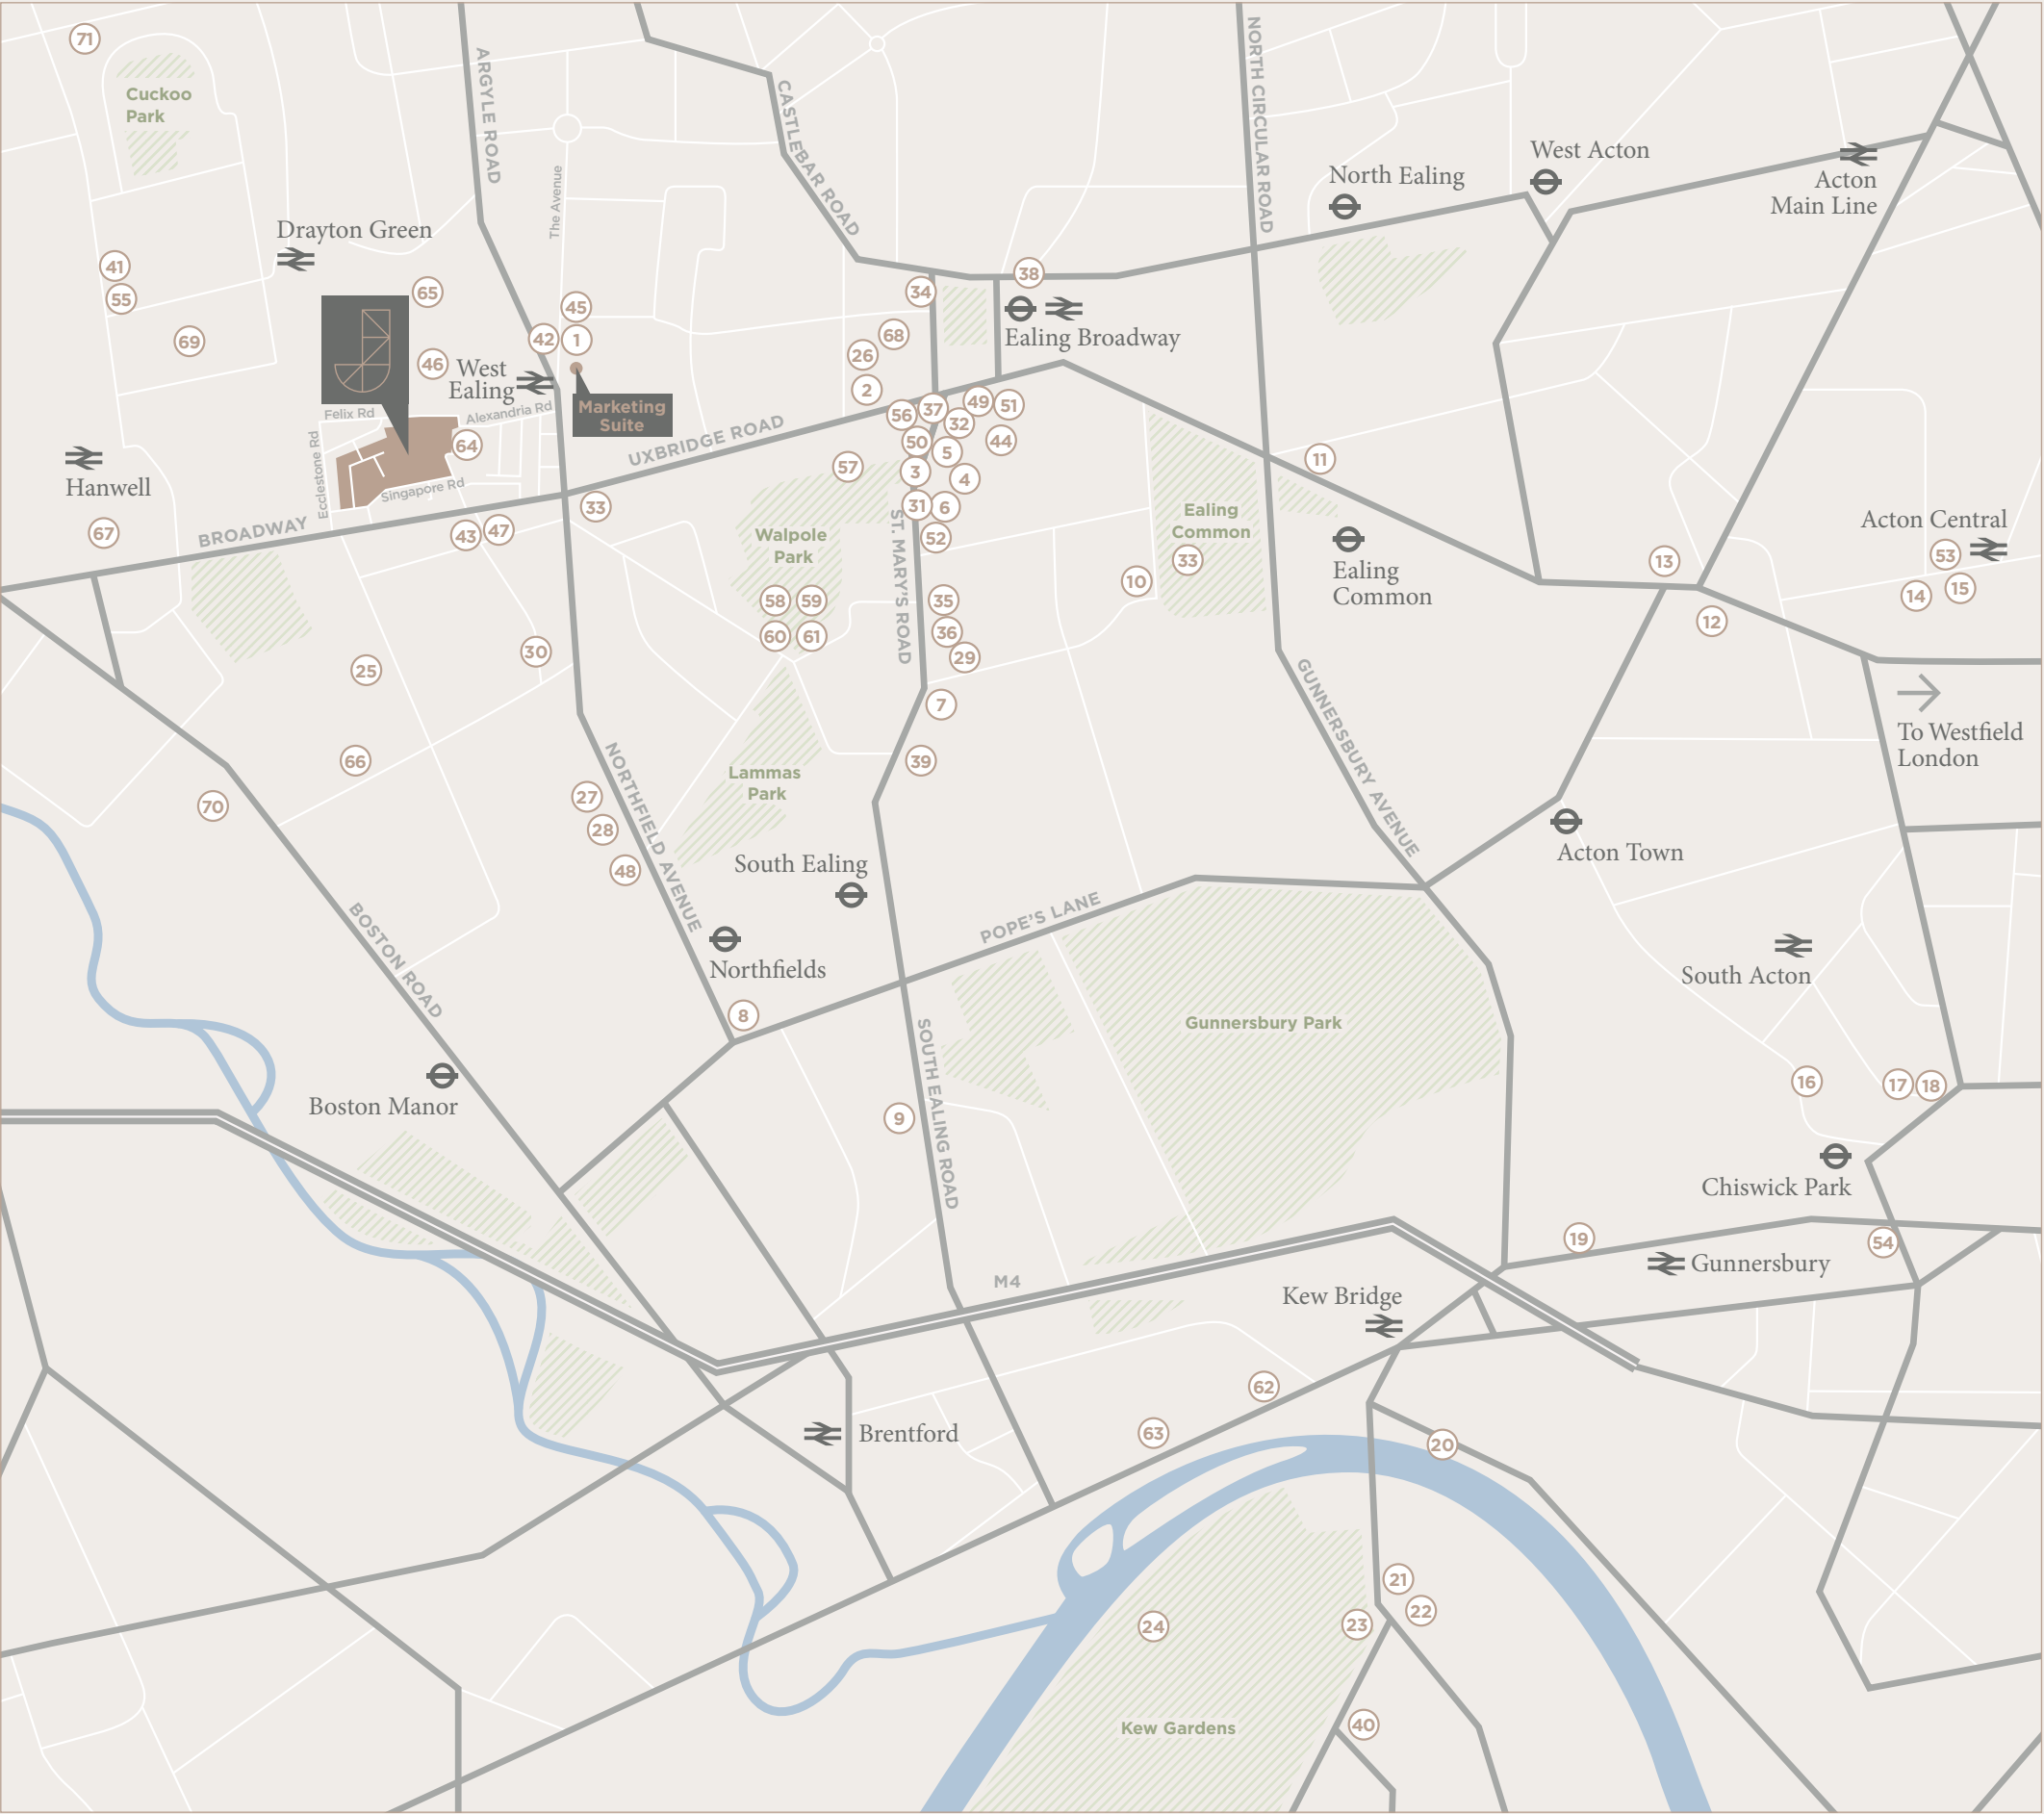 71
Cuckoo
Park
ARGYLE ROAD
The Avenue
CASTLEBAR ROAD
NORTH CIRCULAR ROAD
North Ealing
West Acton
Acton
Main Line
Drayton Green
41
55
69
65
45
42
1
46
West
Ealing
34
38
68
26
2
Ealing Broadway
Marketing
Suite
Felix Rd
Alexandria Rd
Ecclestone Rd
Singapore Rd
64
UXBRIDGE ROAD
56
37
49
51
32
50
5
44
57
3
4
31
6
52
33
11
Hanwell
67
BROADWAY
43
47
Walpole
Park
ST. MARY'S ROAD
Ealing
Common
33
10
Ealing
Common
13
Acton Central
53
14
15
12
58
59
60
61
35
36
29
30
25
7
66
70
39
To Westfield
London
GUNNERSBURY AVENUE
NORTHFIELD AVENUE
27
28
48
Lammas
Park
South Ealing
Acton Town
BOSTON ROAD
Northfields
POPE'S LANE
South Acton
8
Gunnersbury Park
SOUTH EALING ROAD
Boston Manor
9
16
17
18
Chiswick Park
19
54
Gunnersbury
M4
Kew Bridge
62
63
Brentford
20
21
22
23
24
40
Kew Gardens